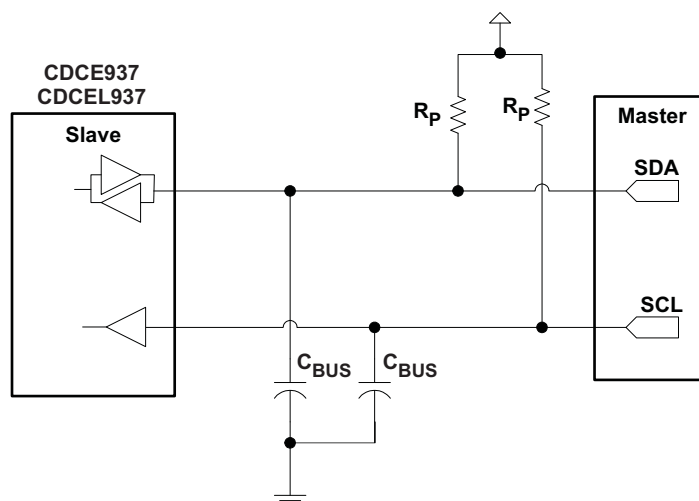 CDCE937
CDCEL937
Slave
R_P
R_P
Master
SDA
SCL
C_BUS
C_BUS